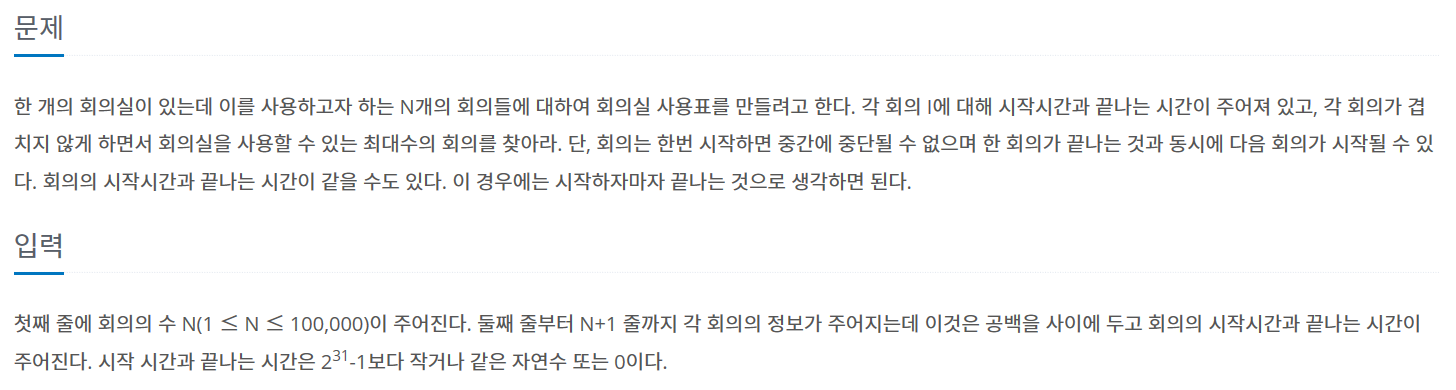 문제
한 개의 회의실이 있는데 이를 사용하고자 하는 N개의 회의들에 대하여 회의실 사용표를 만들려고 한다. 각 회의 I에 대해 시작시간과 끝나는 시간이 주어져 있고, 각 회의가 겹
치지 않게 하면서 회의실을 사용할 수 있는 최대수의 회의를 찾아라. 단, 회의는 한번 시작하면 중간에 중단될 수 없으며 한 회의가 끝나는 것과 동시에 다음 회의가 시작될 수 있
다. 회의의 시작시간과 끝나는 시간이 같을 수도 있다. 이 경우에는 시작하자마자 끝나는 것으로 생각하면 된다.
입력
첫째 줄에 회의의 수 N(1 ≤ N ≤ 100,000)이 주어진다. 둘째 줄부터 N+1 줄까지 각 회의의 정보가 주어지는데 이것은 공백을 사이에 두고 회의의 시작시간과 끝나는 시간이
주어진다. 시작 시간과 끝나는 시간은 2³¹-1보다 작거나 같은 자연수 또는 0이다.